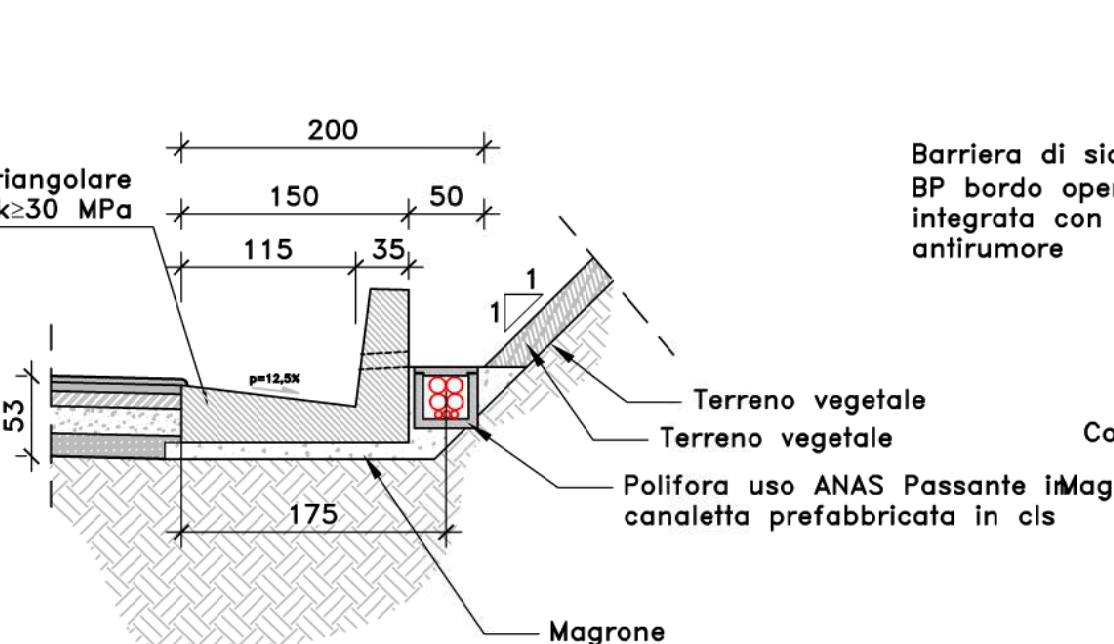 200
150
50
115
35
riangolare
k≥30 MPa
1
1
p=12,5%
53
175
Terreno vegetale
Terreno vegetale
Polifora uso ANAS Passante in
canaletta prefabbricata in cls
Magrone
Barriera di sic
BP bordo oper
integrata con
antirumore
Ca
Mag